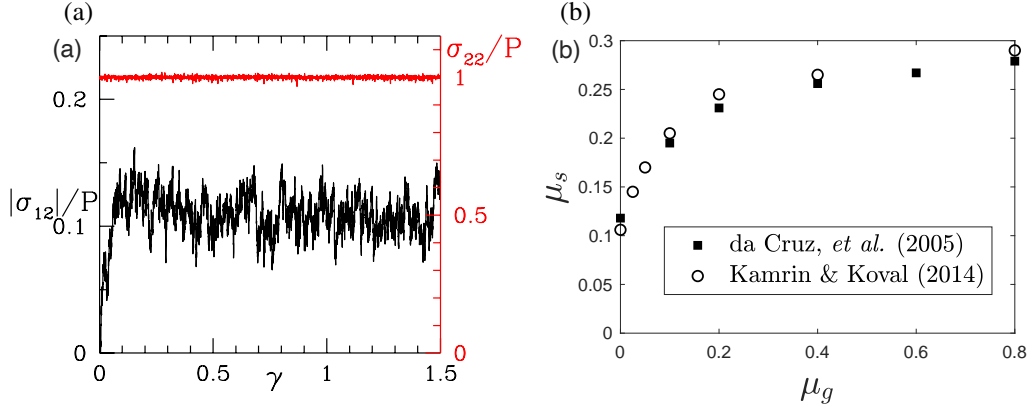 (a)
(a)
σ22/P
1
0.2
|σ12|/P
0.1
0.5
0
0
0
0.5
1
1.5
γ
(b)
(b)
0.3
0.25
0.2
μs
0.15
0.1
0.05
0
■ da Cruz, et al. (2005)
○ Kamrin & Koval (2014)
0
0.2
0.4
0.6
0.8
μg